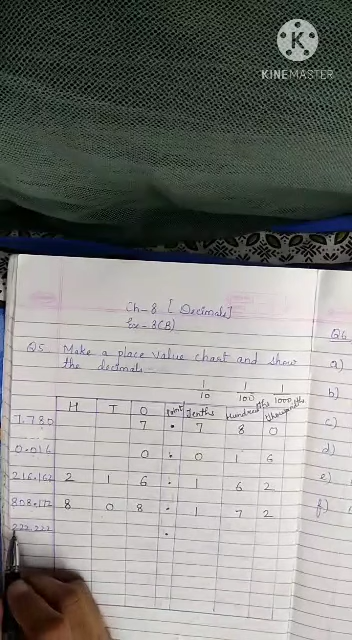 K
KINEMASTER
Ch-8 [Decimals]
Ex-8(B)
Q5 Make a place value chart and show
the decimals.
1/10 1/100 1/1000
H T O Point Tenths Hundredths Thousandths
7.780 7 . 7 8 0
0.016 0 . 0 1 6
216.162 2 1 6 . 1 6 2
808.172 8 0 8 . 1 7 2
222.222 .
Q6
a)
b)
c)
d)
e)
f)